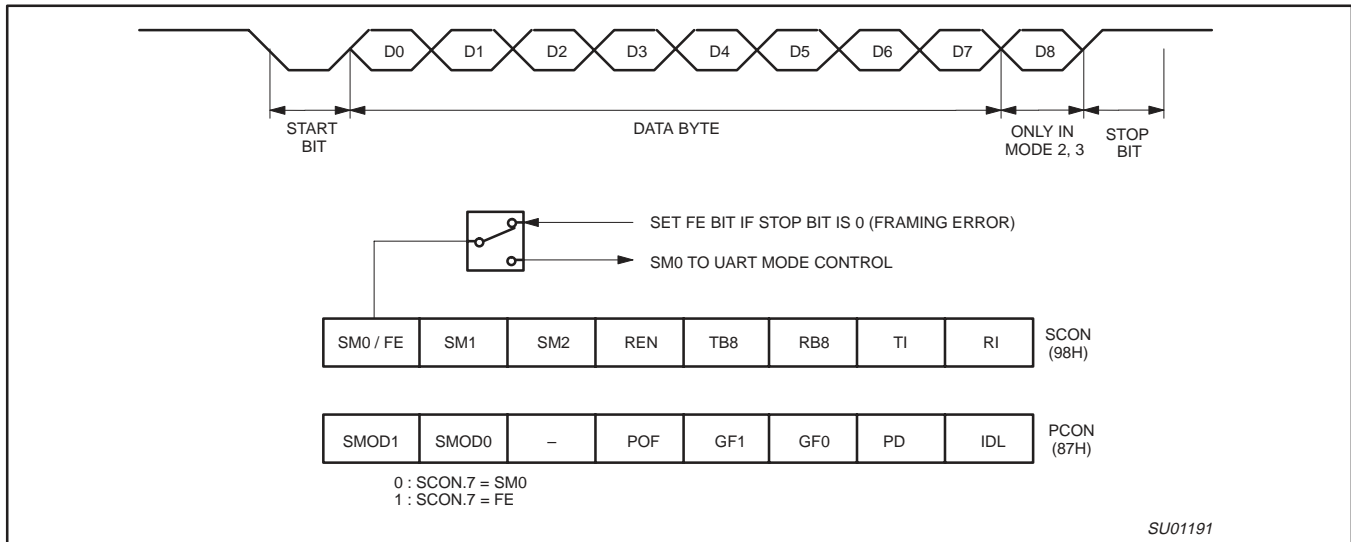 D0 D1 D2 D3 D4 D5 D6 D7 D8
START
BIT
DATA BYTE
ONLY IN
MODE 2, 3
STOP
BIT
SET FE BIT IF STOP BIT IS 0 (FRAMING ERROR)
SM0 TO UART MODE CONTROL
SM0 / FE SM1 SM2 REN TB8 RB8 TI RI
SCON
(98H)
SMOD1 SMOD0 – POF GF1 GF0 PD IDL
PCON
(87H)
0 : SCON.7 = SM0
1 : SCON.7 = FE
SU01191